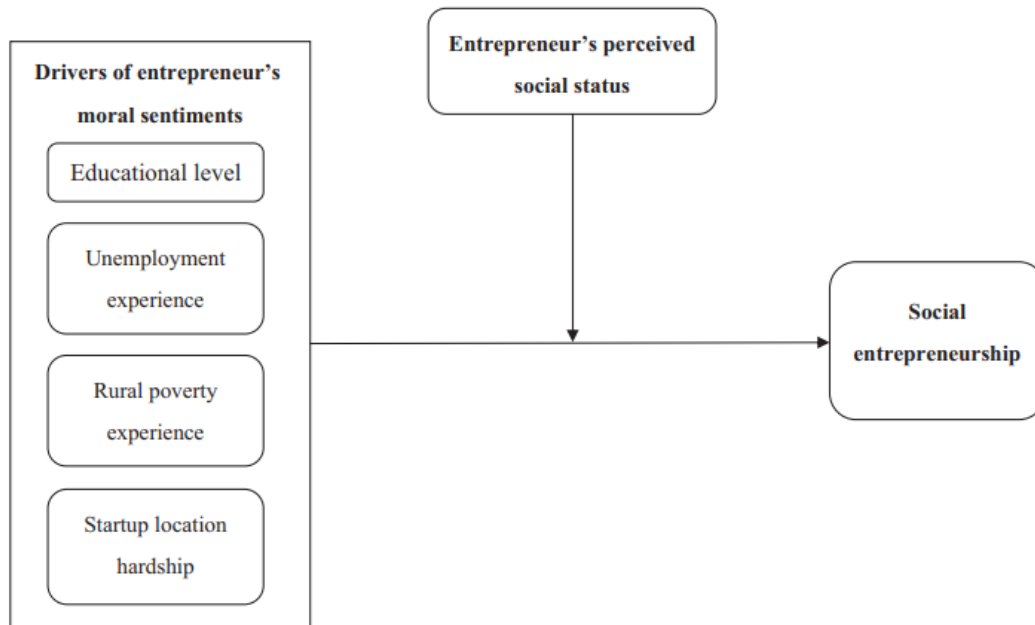 Entrepreneur’s perceived
social status
Drivers of entrepreneur’s
moral sentiments
Educational level
Unemployment
experience
Rural poverty
experience
Startup location
hardship
Social
entrepreneurship